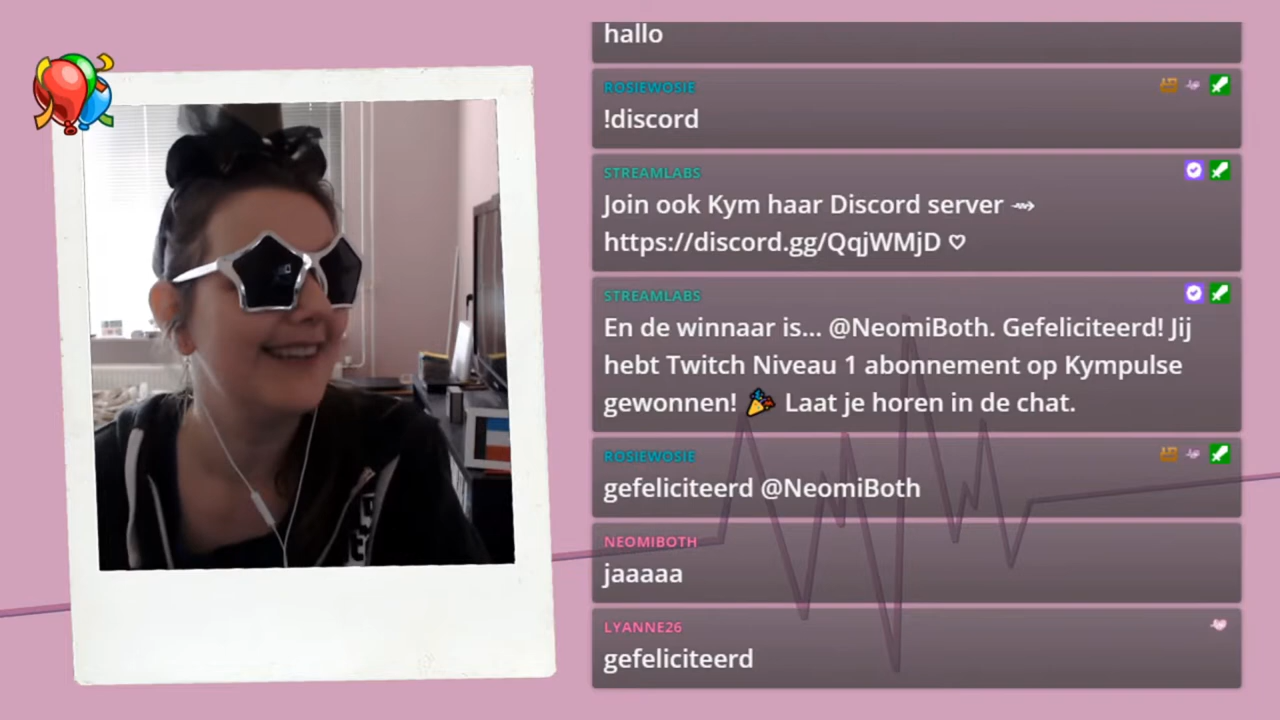 hallo
ROSIEWOSIE
!discord
STREAMLABS
Join ook Kym haar Discord server ⇝
https://discord.gg/QqjWMjD ♡
STREAMLABS
En de winnaar is... @NeomiBoth. Gefeliciteerd! Jij
hebt Twitch Niveau 1 abonnement op Kympulse
gewonnen! 🎉 Laat je horen in de chat.
ROSIEWOSIE
gefeliciteerd @NeomiBoth
NEOMIBOTH
jaaaaa
LYANNE26
gefeliciteerd